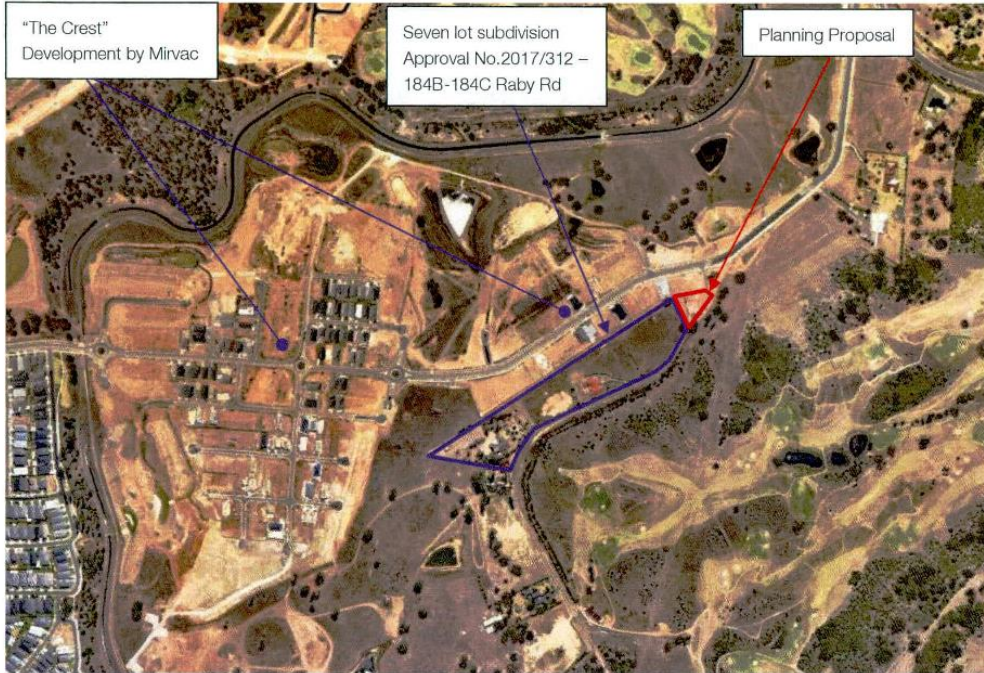 "The Crest"
Development by Mirvac
Seven lot subdivision
Approval No.2017/312 –
184B-184C Raby Rd
Planning Proposal